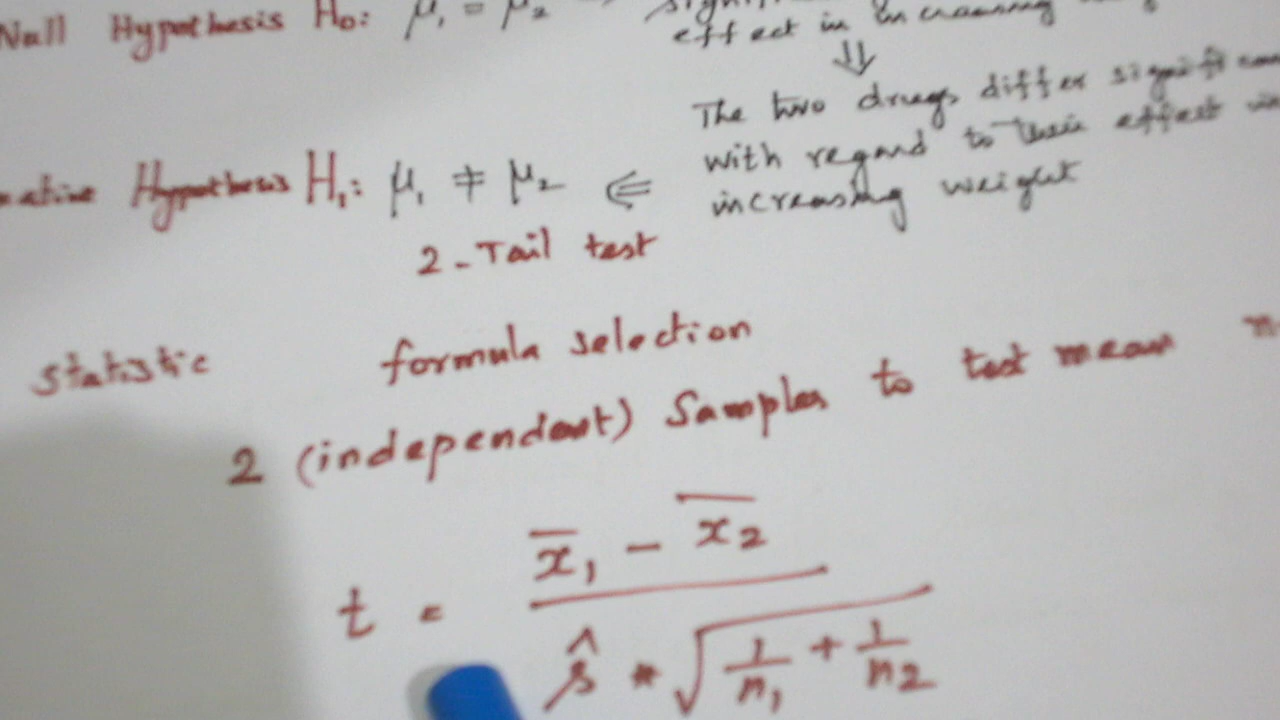 Null Hypothesis H₀: μ₁ = μ₂
effect in increasing
⇓
The two drugs differ
with regard to their effect
increasing weight
Hypothesis H₁: μ₁ ≠ μ₂ ⇐
2-Tail test
Statistic formula selection
2 (independent) Samples to test mean
t = (x̄₁ - x̄₂) / (ŝ * √(1/n₁ + 1/n₂))